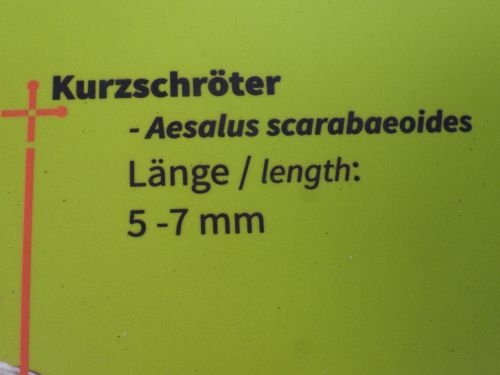 Kurzschröter
- Aesalus scarabaeoides
Länge / length:
5 -7 mm